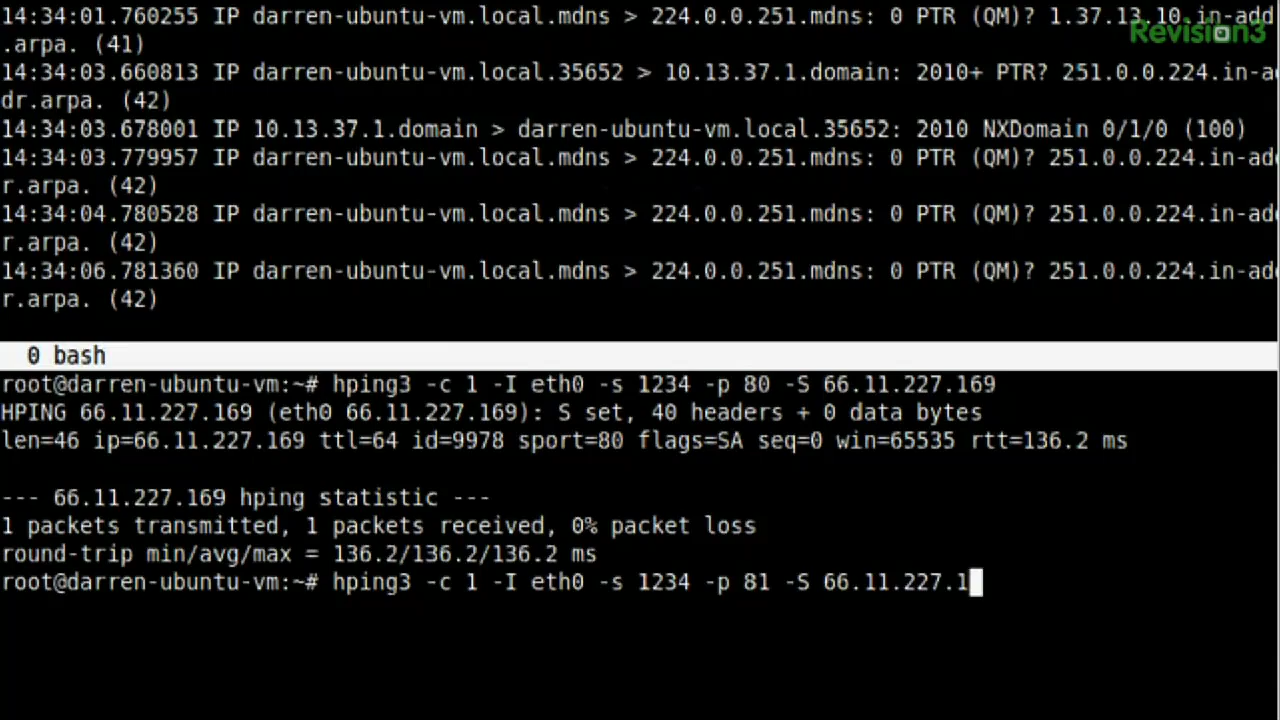 14:34:01.760255 IP darren-ubuntu-vm.local.mdns > 224.0.0.251.mdns: 0 PTR (QM)? 1.37.13.10.in-add
Revision3
.arpa. (41)
14:34:03.660813 IP darren-ubuntu-vm.local.35652 > 10.13.37.1.domain: 2010+ PTR? 251.0.0.224.in-a
dr.arpa. (42)
14:34:03.678001 IP 10.13.37.1.domain > darren-ubuntu-vm.local.35652: 2010 NXDomain 0/1/0 (100)
14:34:03.779957 IP darren-ubuntu-vm.local.mdns > 224.0.0.251.mdns: 0 PTR (QM)? 251.0.0.224.in-ad
r.arpa. (42)
14:34:04.780528 IP darren-ubuntu-vm.local.mdns > 224.0.0.251.mdns: 0 PTR (QM)? 251.0.0.224.in-ad
r.arpa. (42)
14:34:06.781360 IP darren-ubuntu-vm.local.mdns > 224.0.0.251.mdns: 0 PTR (QM)? 251.0.0.224.in-ad
r.arpa. (42)
0 bash
root@darren-ubuntu-vm:~# hping3 -c 1 -I eth0 -s 1234 -p 80 -S 66.11.227.169
HPING 66.11.227.169 (eth0 66.11.227.169): S set, 40 headers + 0 data bytes
len=46 ip=66.11.227.169 ttl=64 id=9978 sport=80 flags=SA seq=0 win=65535 rtt=136.2 ms
--- 66.11.227.169 hping statistic ---
1 packets transmitted, 1 packets received, 0% packet loss
round-trip min/avg/max = 136.2/136.2/136.2 ms
root@darren-ubuntu-vm:~# hping3 -c 1 -I eth0 -s 1234 -p 81 -S 66.11.227.1